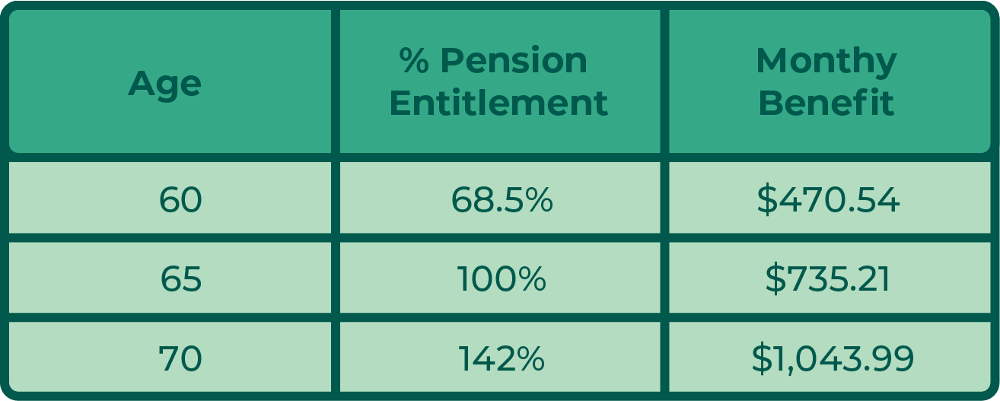 Age
% Pension
Entitlement
Monthy
Benefit
60 68.5% $470.54
65 100% $735.21
70 142% $1,043.99